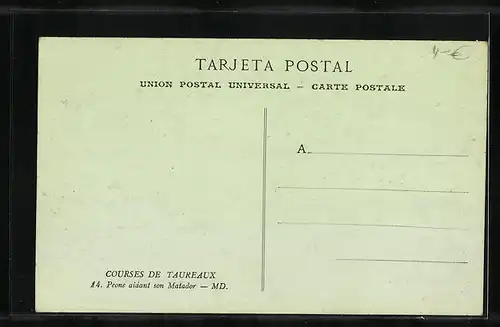 4-€
TARJETA POSTAL
UNION POSTAL UNIVERSAL – CARTE POSTALE
A
COURSES DE TAUREAUX
14. Peone aidant son Matador — MD.